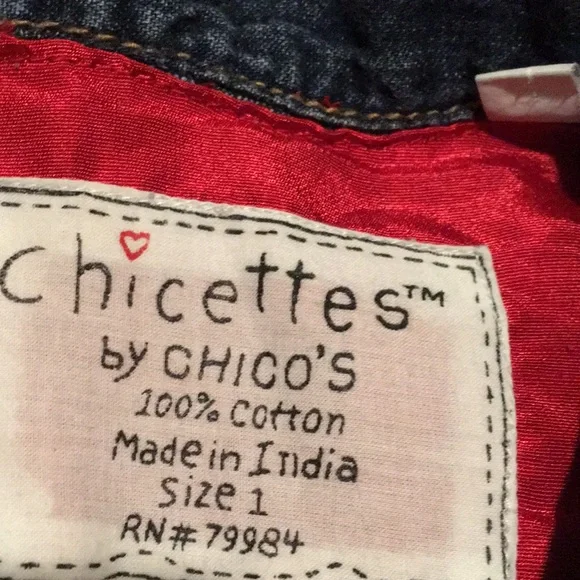 Chicettes™
by CHICO'S
100% Cotton
Made in India
Size 1
RN# 79984